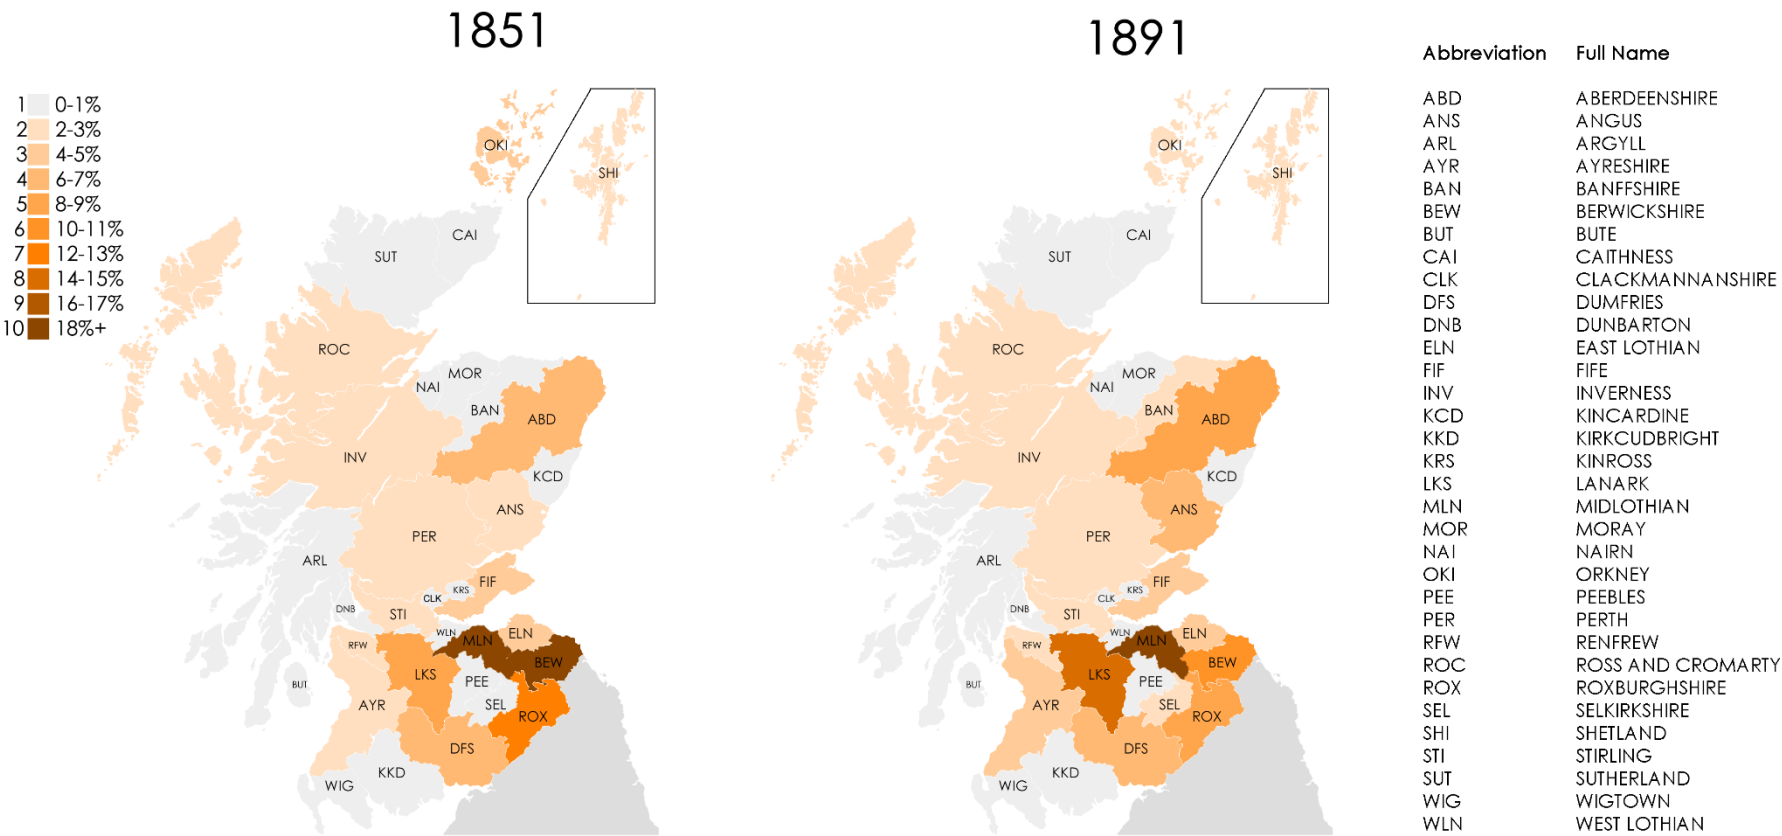 1851
1891
1 0-1%
2 2-3%
3 4-5%
4 6-7%
5 8-9%
6 10-11%
7 12-13%
8 14-15%
9 16-17%
10 18%+
OKI
SHI
CAI
SUT
ROC
MOR
NAI
BAN
ABD
INV
KCD
ANS
PER
ARL
FIF
KRS
CLK
DNB
STI
WLN
MLN
ELN
RFW
BEW
LKS
PEE
BUT
SEL
AYR
ROX
DFS
KKD
WIG
OKI
SHI
CAI
SUT
ROC
MOR
NAI
BAN
ABD
INV
KCD
ANS
PER
ARL
FIF
KRS
CLK
DNB
STI
WLN
MLN
ELN
RFW
BEW
LKS
PEE
BUT
SEL
AYR
ROX
DFS
KKD
WIG
Abbreviation Full Name
ABD ABERDEENSHIRE
ANS ANGUS
ARL ARGYLL
AYR AYRESHIRE
BAN BANFFSHIRE
BEW BERWICKSHIRE
BUT BUTE
CAI CAITHNESS
CLK CLACKMANNANSHIRE
DFS DUMFRIES
DNB DUNBARTON
ELN EAST LOTHIAN
FIF FIFE
INV INVERNESS
KCD KINCARDINE
KKD KIRKCUDBRIGHT
KRS KINROSS
LKS LANARK
MLN MIDLOTHIAN
MOR MORAY
NAI NAIRN
OKI ORKNEY
PEE PEEBLES
PER PERTH
RFW RENFREW
ROC ROSS AND CROMARTY
ROX ROXBURGHSHIRE
SEL SELKIRKSHIRE
SHI SHETLAND
STI STIRLING
SUT SUTHERLAND
WIG WIGTOWN
WLN WEST LOTHIAN